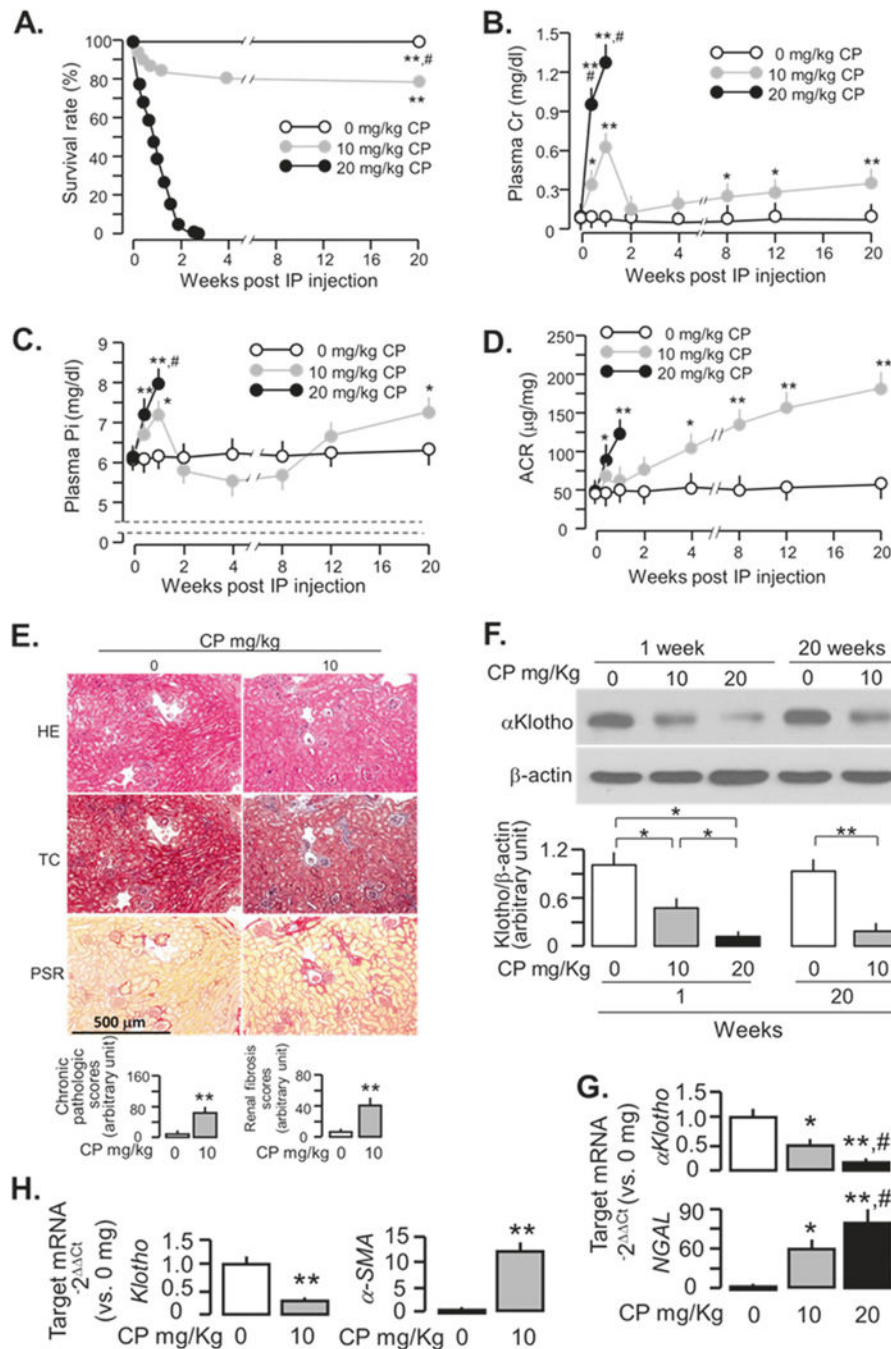 A.
Survival rate (%)
100
80
60
40
20
0
**,#
**
0 mg/kg CP
10 mg/kg CP
20 mg/kg CP
0 4 8 12 16 20
Weeks post IP injection
B.
Plasma Cr (mg/dl)
1.5
1.2
0.9
0.6
0.3
0
**,#
**
#
**
*
* * **
0 mg/kg CP
10 mg/kg CP
20 mg/kg CP
0 2 4 8 12 20
Weeks post IP injection
C.
Plasma Pi (mg/dl)
9
8
7
6
5
0
**,#
**
*
*
0 mg/kg CP
10 mg/kg CP
20 mg/kg CP
0 2 4 8 12 20
Weeks post IP injection
D.
ACR (µg/mg)
250
200
150
100
50
0
**
*
*
**
**
**
0 mg/kg CP
10 mg/kg CP
20 mg/kg CP
0 2 4 8 12 20
Weeks post IP injection
E.
CP mg/kg
0 10
HE
TC
PSR
500 µm
Chronic
pathologic
scores
(arbitrary unit)
160
80
0
**
CP mg/kg 0 10
Renal fibrosis
scores
(arbitrary unit)
80
40
0
**
CP mg/kg 0 10
F.
1 week 20 weeks
CP mg/Kg 0 10 20 0 10
αKlotho
β-actin
Klotho/β-actin
(arbitrary unit)
1.2
0.6
0
*
* *
**
CP mg/Kg 0 10 20 0 10
1 20
Weeks
G.
Target mRNA
-2ΔΔCt (vs. 0 mg)
αKlotho
1.5
1.0
0.5
0
*
**,#
NGAL
90
60
30
0
*
**,#
CP mg/Kg 0 10 20
H.
Target mRNA
-2ΔΔCt
(vs. 0 mg)
Klotho
1.5
1.0
0.5
0
**
CP mg/Kg 0 10
α-SMA
15
10
5
0
**
CP mg/Kg 0 10